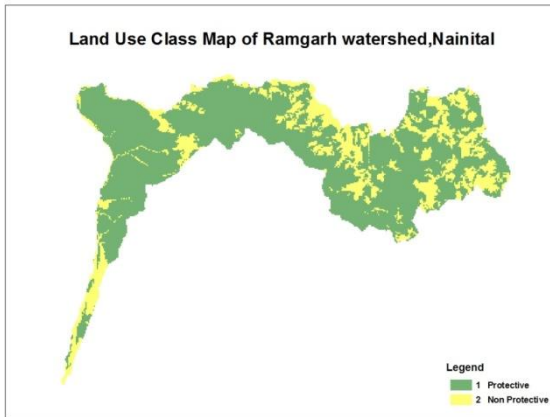 Land Use Class Map of Ramgarh watershed,Nainital
Legend
1 Protective
2 Non Protective